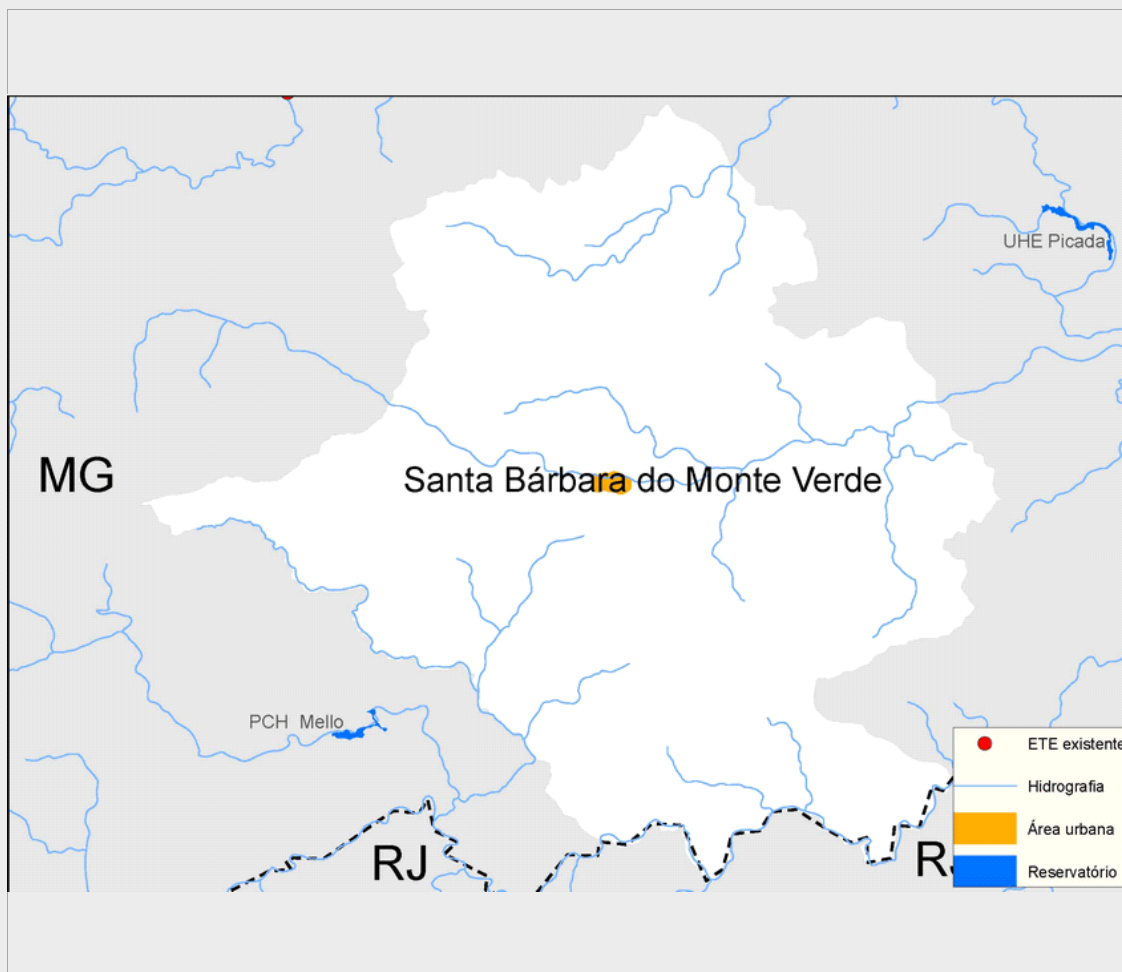 UHE Picada
MG
Santa Bárbara do Monte Verde
PCH Mello
RJ
ETE existente
Hidrografia
Área urbana
Reservatório